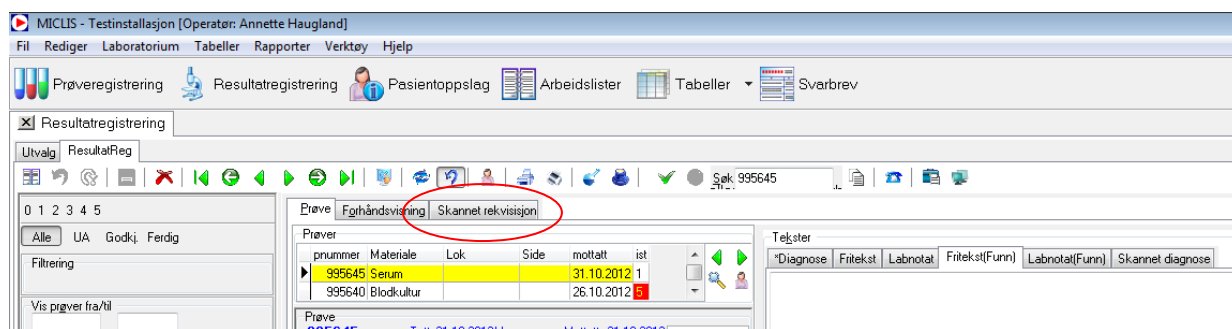 MICLIS - Testinstallasjon [Operatør: Annette Haugland]
Fil Rediger Laboratorium Tabeller Rapporter Verktøy Hjelp
Prøveregistrering Resultatregistrering Pasientoppslag Arbeidslister Tabeller Svarbrev
Resultatregistrering
Utvalg ResultatReg
Søk 995645
0 1 2 3 4 5
Alle UA Godkj. Ferdig
Filtrering
Vis prøver fra/til
Prøve Forhåndsvisning Skannet rekvisisjon
Prøver
pnummer Materiale Lok Side mottatt ist
995645 Serum 31.10.2012 1
995640 Blodkultur 26.10.2012 5
Prøve
Tekster
*Diagnose Fritekst Labnotat Fritekst(Funn) Labnotat(Funn) Skannet diagnose